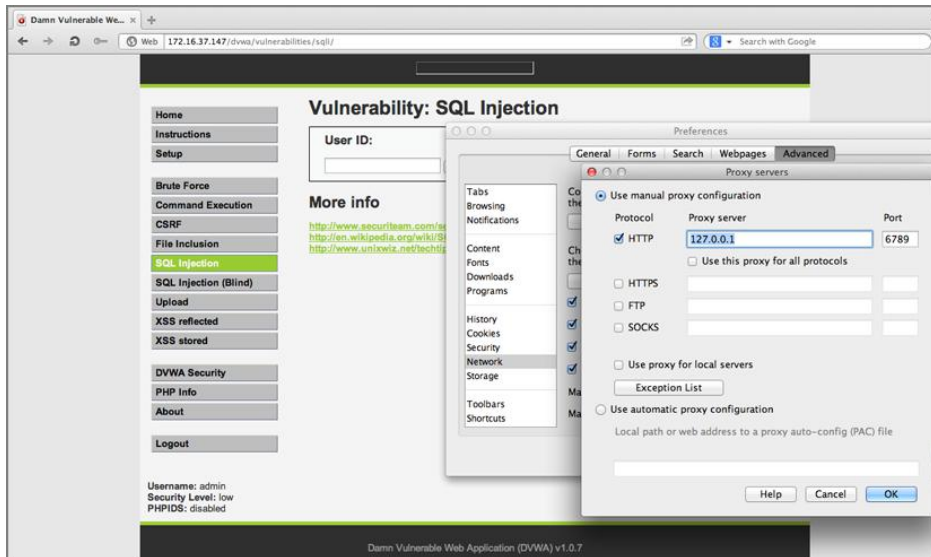 Damn Vulnerable We...
Web 172.16.37.147/dvwa/vulnerabilities/sqli/
Search with Google
Home
Instructions
Setup
Brute Force
Command Execution
CSRF
File Inclusion
SQL Injection
SQL Injection (Blind)
Upload
XSS reflected
XSS stored
DVWA Security
PHP Info
About
Logout
Username: admin
Security Level: low
PHPIDS: disabled
Vulnerability: SQL Injection
User ID:
More info
http://www.securiteam.com/se
http://en.wikipedia.org/wiki/S
http://www.unixwiz.net/techtip
Preferences
General Forms Search Webpages Advanced
Tabs
Browsing
Notifications
Content
Fonts
Downloads
Programs
History
Cookies
Security
Network
Storage
Toolbars
Shortcuts
Co
the
Ch
the
Ma
Ma
Proxy servers
Use manual proxy configuration
Protocol Proxy server Port
HTTP 127.0.0.1 6789
Use this proxy for all protocols
HTTPS
FTP
SOCKS
Use proxy for local servers
Exception List
Use automatic proxy configuration
Local path or web address to a proxy auto-config (PAC) file
Help Cancel OK
Damn Vulnerable Web Application (DVWA) v1.0.7